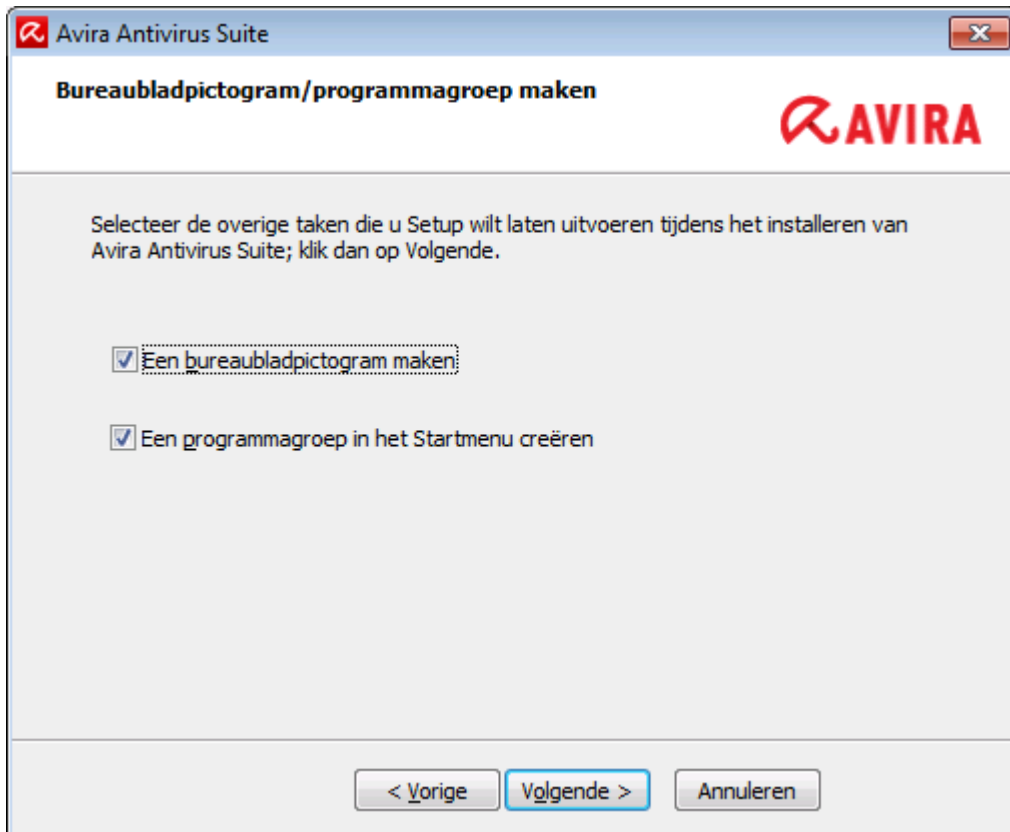 Avira Antivirus Suite
Bureaubladpictogram/programmagroep maken
AVIRA
Selecteer de overige taken die u Setup wilt laten uitvoeren tijdens het installeren van
Avira Antivirus Suite; klik dan op Volgende.
Een bureaubladpictogram maken
Een programmagroep in het Startmenu creëren
< Vorige
Volgende >
Annuleren